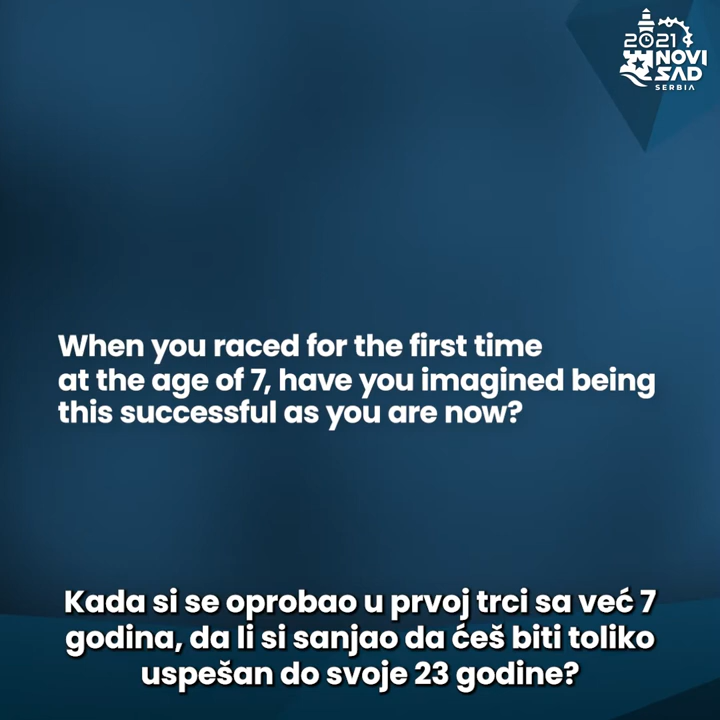 2021
NOVI
SAD
SERBIA
When you raced for the first time
at the age of 7, have you imagined being
this successful as you are now?
Kada si se oprobao u prvoj trci sa već 7
godina, da li si sanjao da ćeš biti toliko
uspešan do svoje 23 godine?